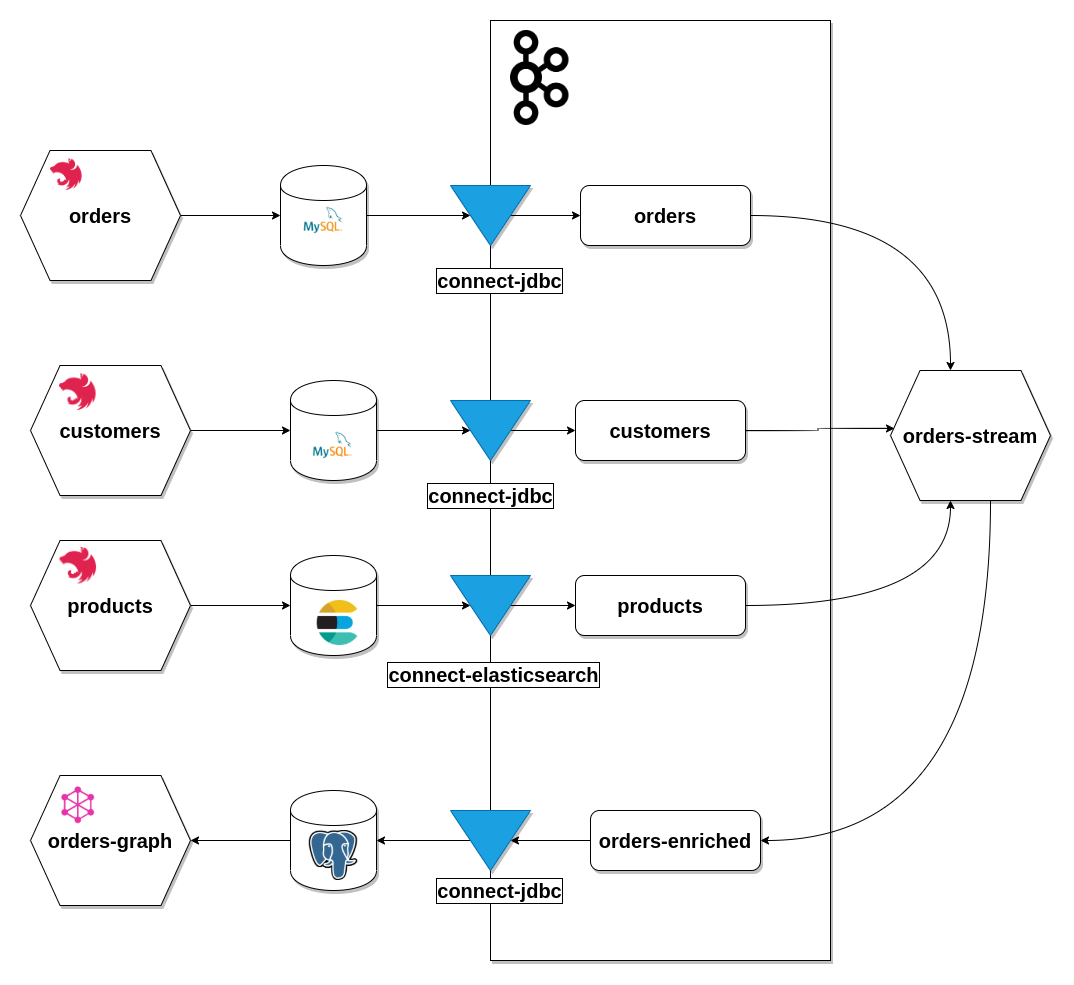 orders
MySQL
orders
connect-jdbc
customers
MySQL
customers
connect-jdbc
orders-stream
products
products
connect-elasticsearch
orders-graph
orders-enriched
connect-jdbc